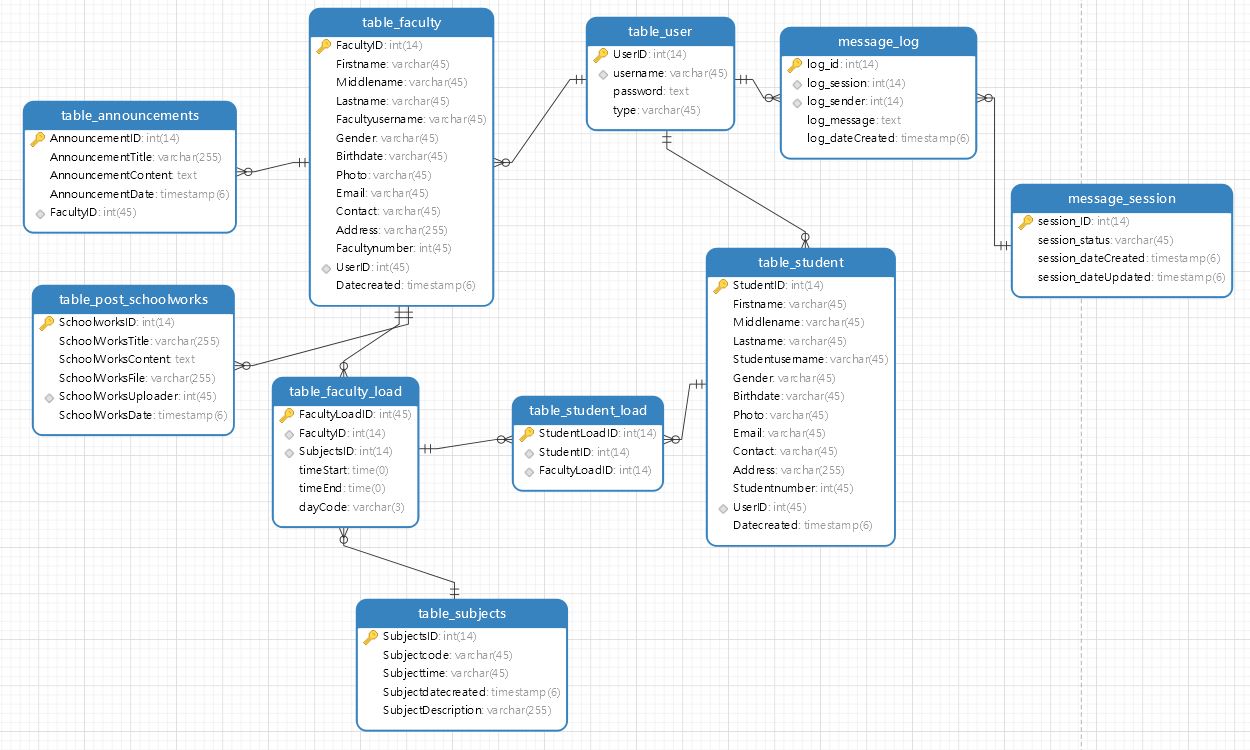 table_faculty
FacultyID: int(14)
Firstname: varchar(45)
Middlename: varchar(45)
Lastname: varchar(45)
Facultyusername: varchar(45)
Gender: varchar(45)
Birthdate: varchar(45)
Photo: varchar(45)
Email: varchar(45)
Contact: varchar(45)
Address: varchar(255)
Facultynumber: int(45)
UserID: int(45)
Datecreated: timestamp(6)
table_user
UserID: int(14)
username: varchar(45)
password: text
type: varchar(45)
message_log
log_id: int(14)
log_session: int(14)
log_sender: int(14)
log_message: text
log_dateCreated: timestamp(6)
table_announcements
AnnouncementID: int(14)
AnnouncementTitle: varchar(255)
AnnouncementContent: text
AnnouncementDate: timestamp(6)
FacultyID: int(45)
message_session
session_ID: int(14)
session_status: varchar(45)
session_dateCreated: timestamp(6)
session_dateUpdated: timestamp(6)
table_student
StudentID: int(14)
Firstname: varchar(45)
Middlename: varchar(45)
Lastname: varchar(45)
Studentusername: varchar(45)
Gender: varchar(45)
Birthdate: varchar(45)
Photo: varchar(45)
Email: varchar(45)
Contact: varchar(45)
Address: varchar(255)
Studentnumber: int(45)
UserID: int(45)
Datecreated: timestamp(6)
table_post_schoolworks
SchoolworksID: int(14)
SchoolWorksTitle: varchar(255)
SchoolWorksContent: text
SchoolWorksFile: varchar(255)
SchoolWorksUploader: int(45)
SchoolWorksDate: timestamp(6)
table_faculty_load
FacultyLoadID: int(45)
FacultyID: int(14)
SubjectsID: int(14)
timeStart: time(0)
timeEnd: time(0)
dayCode: varchar(3)
table_student_load
StudentLoadID: int(14)
StudentID: int(14)
FacultyLoadID: int(14)
table_subjects
SubjectsID: int(14)
Subjectcode: varchar(45)
Subjecttime: varchar(45)
Subjectdatecreated: timestamp(6)
SubjectDescription: varchar(255)